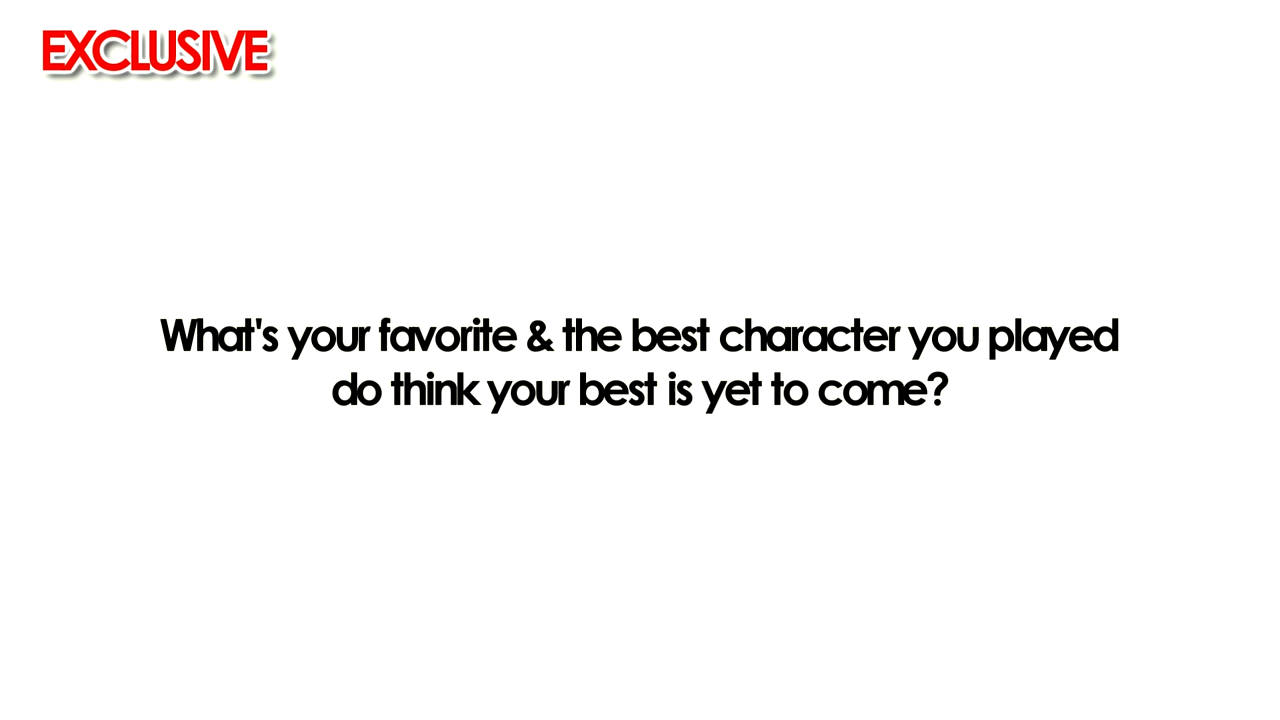 EXCLUSIVE
What's your favorite & the best character you played
do think your best is yet to come?